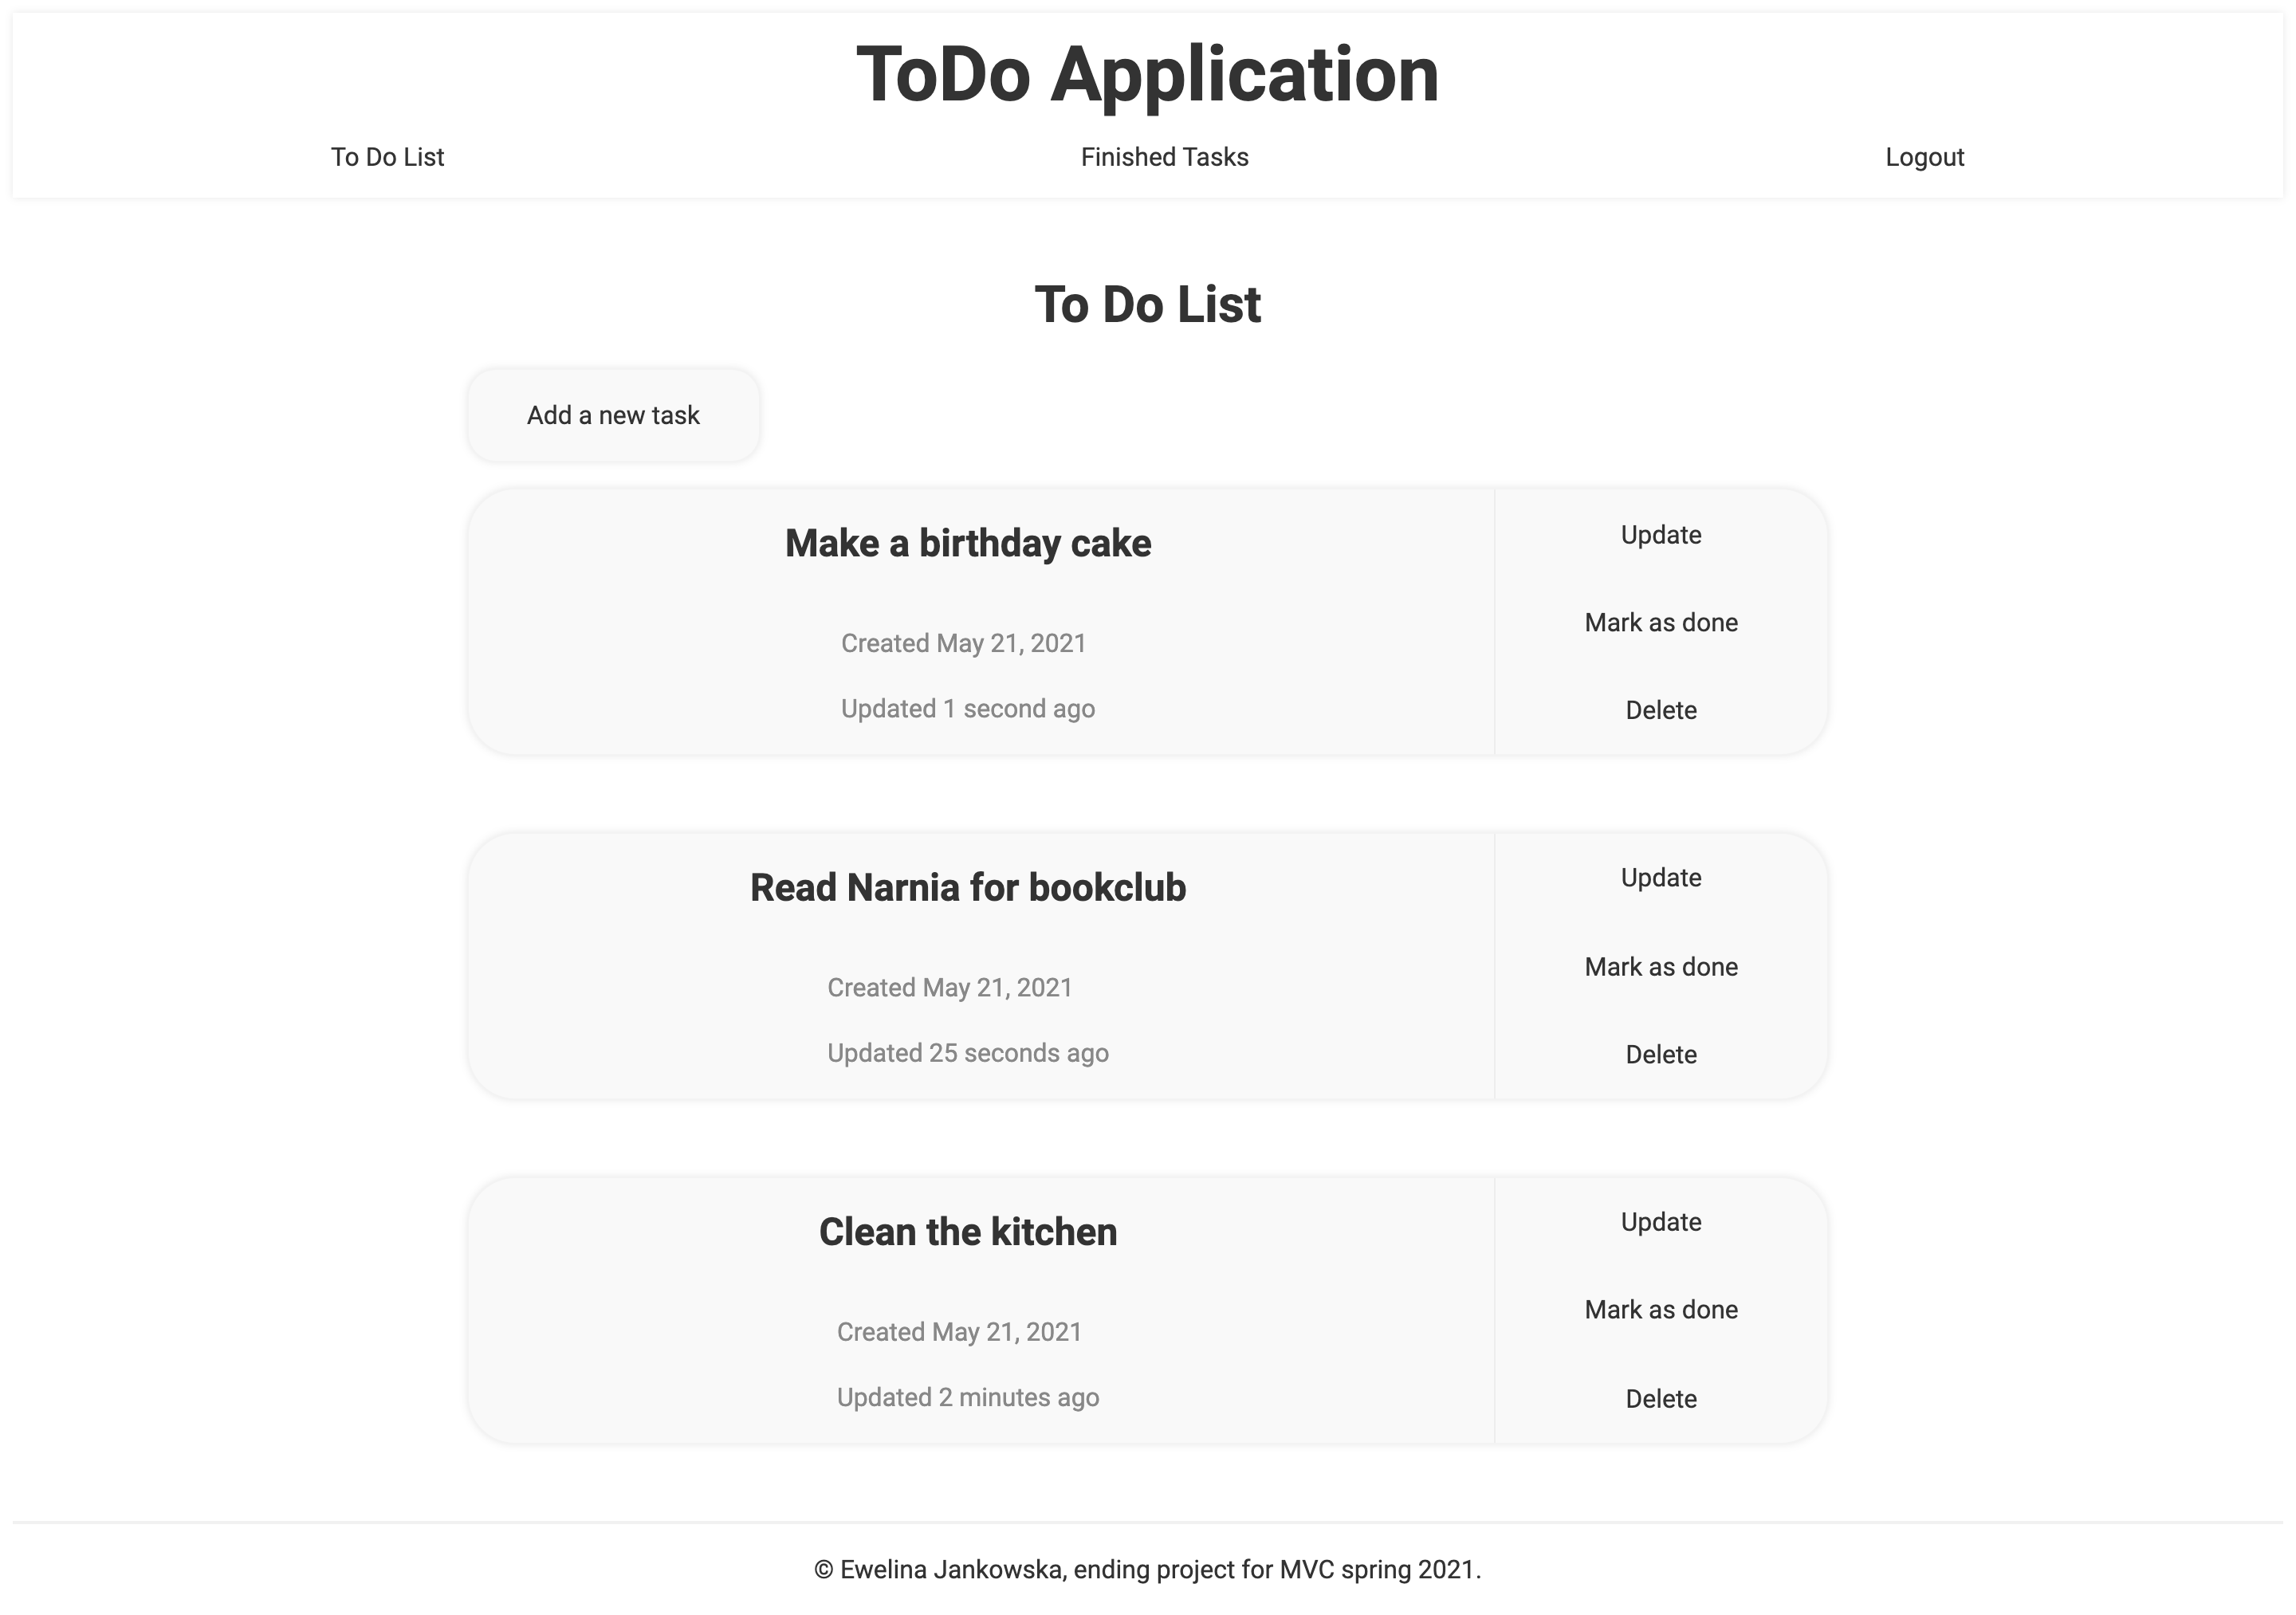 ToDo Application
To Do List
Finished Tasks
Logout
To Do List
Add a new task
Make a birthday cake
Created May 21, 2021
Updated 1 second ago
Update
Mark as done
Delete
Read Narnia for bookclub
Created May 21, 2021
Updated 25 seconds ago
Update
Mark as done
Delete
Clean the kitchen
Created May 21, 2021
Updated 2 minutes ago
Update
Mark as done
Delete
© Ewelina Jankowska, ending project for MVC spring 2021.